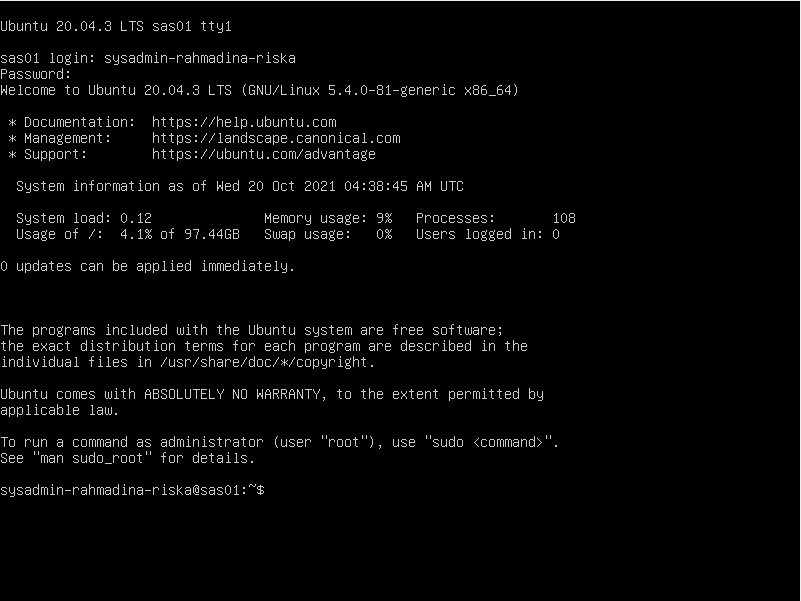 Ubuntu 20.04.3 LTS sas01 tty1
sas01 login: sysadmin-rahmadina-riska
Password:
Welcome to Ubuntu 20.04.3 LTS (GNU/Linux 5.4.0-81-generic x86_64)
* Documentation:  https://help.ubuntu.com
* Management:     https://landscape.canonical.com
* Support:        https://ubuntu.com/advantage
System information as of Wed 20 Oct 2021 04:38:45 AM UTC
System load: 0.12              Memory usage: 9%   Processes:       108
Usage of /:  4.1% of 97.44GB   Swap usage:   0%   Users logged in: 0
0 updates can be applied immediately.
The programs included with the Ubuntu system are free software;
the exact distribution terms for each program are described in the
individual files in /usr/share/doc/*/copyright.
Ubuntu comes with ABSOLUTELY NO WARRANTY, to the extent permitted by
applicable law.
To run a command as administrator (user "root"), use "sudo <command>".
See "man sudo_root" for details.
sysadmin-rahmadina-riska@sas01:~$